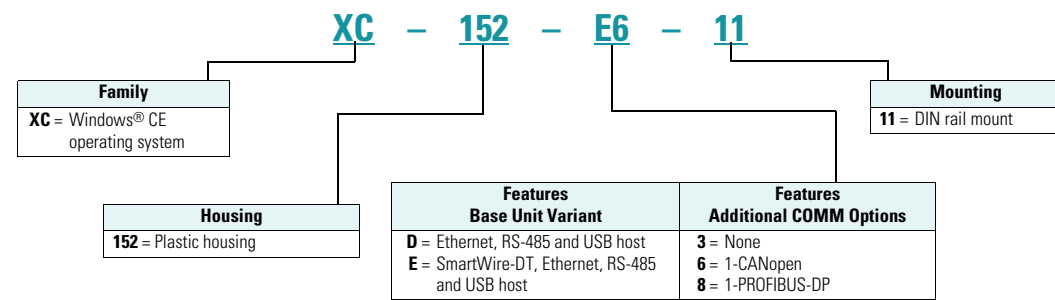 XC – 152 – E6 – 11
Family
XC = Windows® CE
operating system
Mounting
11 = DIN rail mount
Housing
152 = Plastic housing
Features
Base Unit Variant
D = Ethernet, RS-485 and USB host
E = SmartWire-DT, Ethernet, RS-485
and USB host
Features
Additional COMM Options
3 = None
6 = 1-CANopen
8 = 1-PROFIBUS-DP